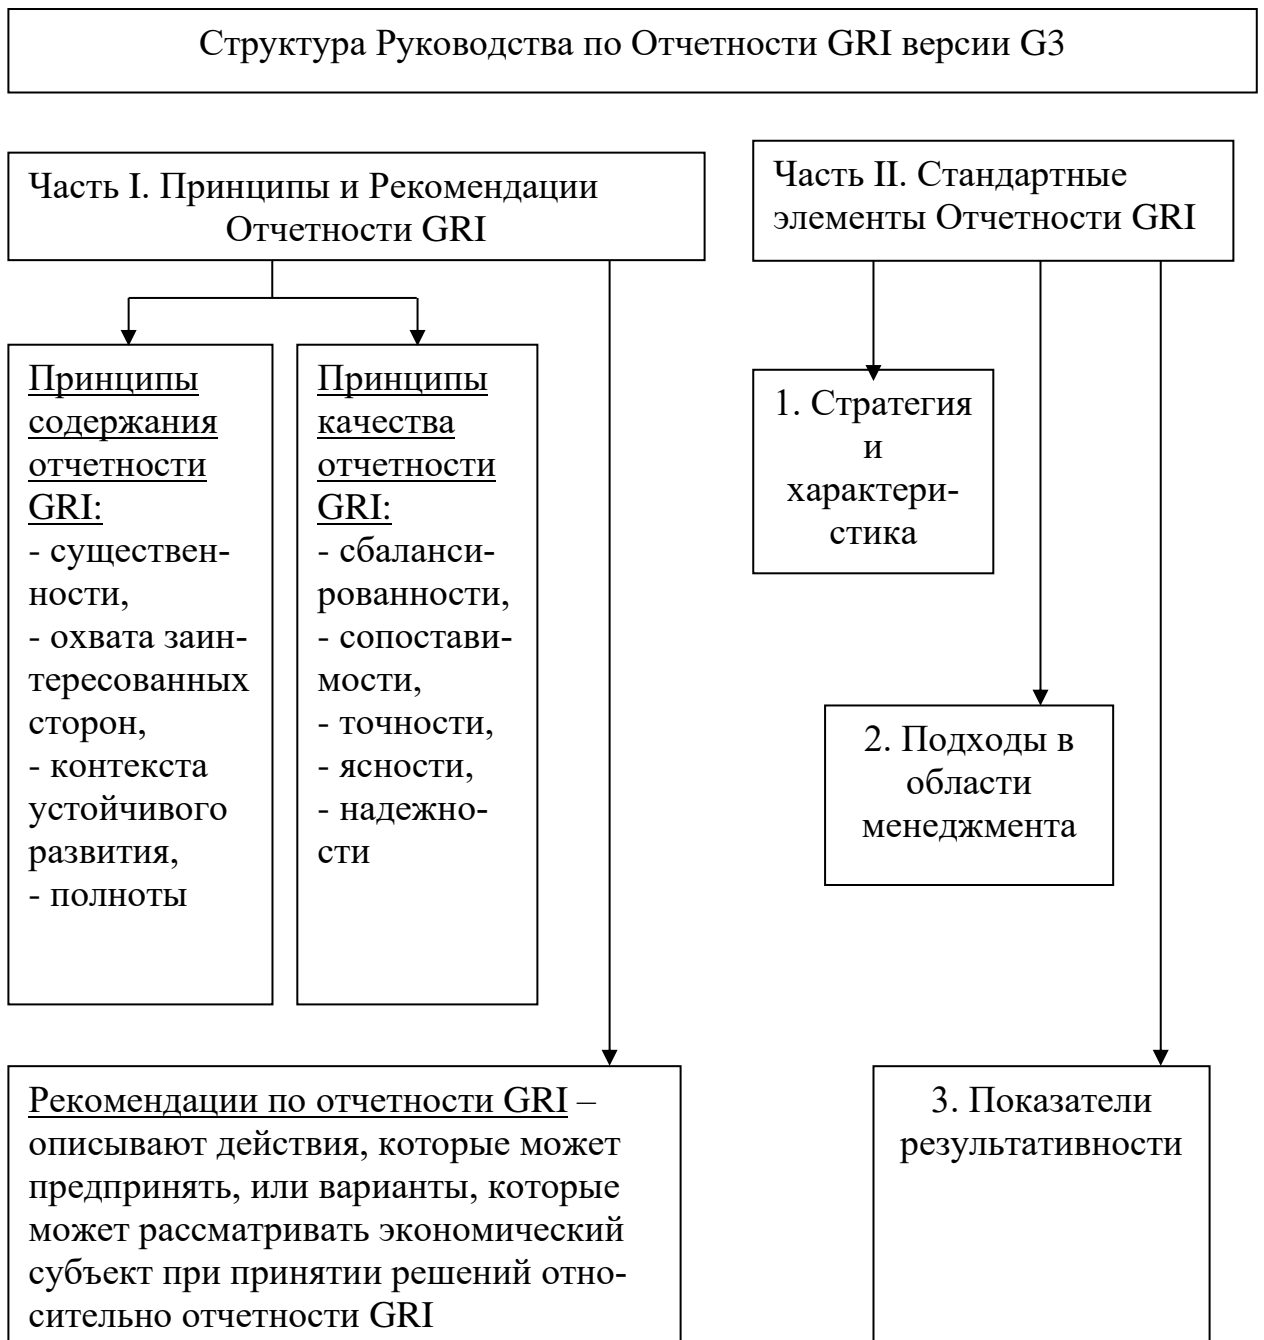 Структура Руководства по Отчетности GRI версии G3
Часть I. Принципы и Рекомендации
Отчетности GRI
Часть II. Стандартные
элементы Отчетности GRI
Принципы
содержания
отчетности
GRI:
- существен-
ности,
- охвата заин-
тересованных
сторон,
- контекста
устойчивого
развития,
- полноты
Принципы
качества
отчетности
GRI:
- сбаланси-
рованности,
- сопостави-
мости,
- точности,
- ясности,
- надежно-
сти
1. Стратегия
и
характери-
стика
2. Подходы в
области
менеджмента
Рекомендации по отчетности GRI –
описывают действия, которые может
предпринять, или варианты, которые
может рассматривать экономический
субъект при принятии решений отно-
сительно отчетности GRI
3. Показатели
результативности